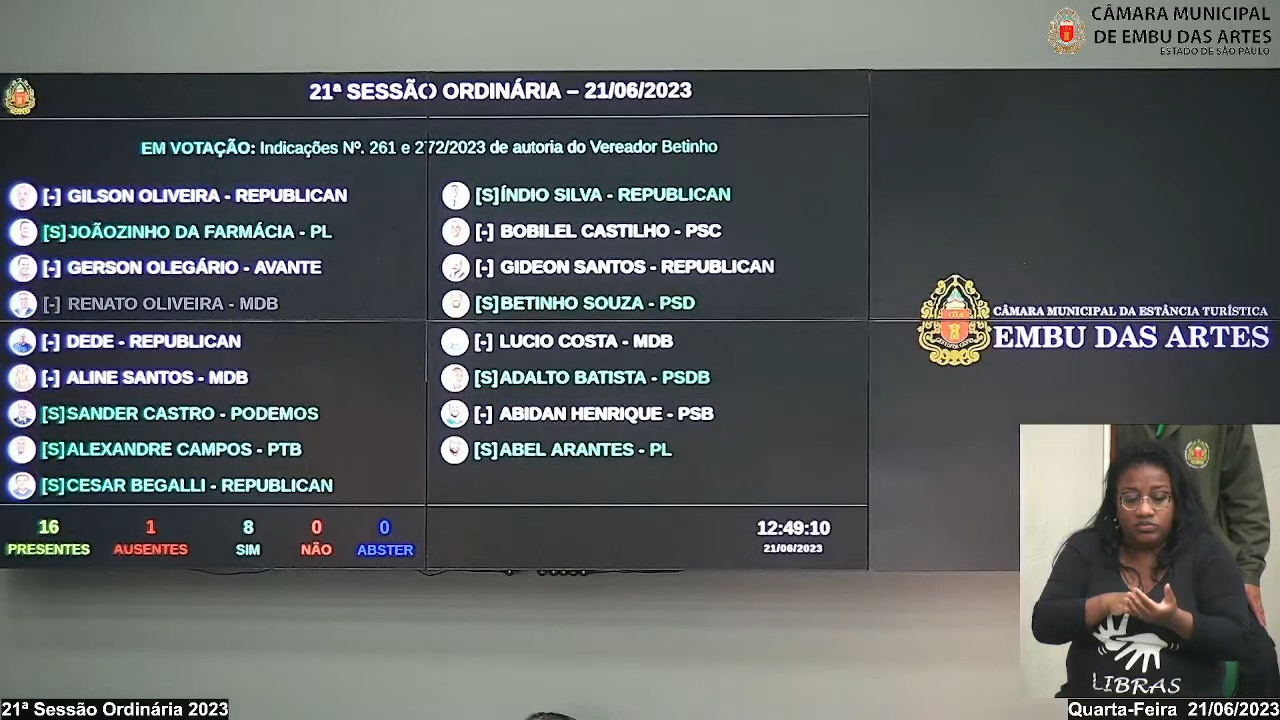 CÂMARA MUNICIPAL
DE EMBU DAS ARTES
ESTADO DE SÃO PAULO
21ª SESSÃO ORDINÁRIA – 21/06/2023
EM VOTAÇÃO: Indicações Nº. 261 e 272/2023 de autoria do Vereador Betinho
[-] GILSON OLIVEIRA - REPUBLICAN
[S]JOÃOZINHO DA FARMÁCIA - PL
[-] GERSON OLEGÁRIO - AVANTE
[-] RENATO OLIVEIRA - MDB
[-] DEDE - REPUBLICAN
[-] ALINE SANTOS - MDB
[S]SANDER CASTRO - PODEMOS
[S]ALEXANDRE CAMPOS - PTB
[S]CESAR BEGALLI - REPUBLICAN
[S]ÍNDIO SILVA - REPUBLICAN
[-] BOBILEL CASTILHO - PSC
[-] GIDEON SANTOS - REPUBLICAN
[S]BETINHO SOUZA - PSD
[-] LUCIO COSTA - MDB
[S]ADALTO BATISTA - PSDB
[-] ABIDAN HENRIQUE - PSB
[S]ABEL ARANTES - PL
16 1 8 0 0
PRESENTES AUSENTES SIM NÃO ABSTER
12:49:10
21/06/2023
CÂMARA MUNICIPAL DA ESTÂNCIA TURÍSTICA
EMBU DAS ARTES
LIBRAS
21ª Sessão Ordinária 2023
Quarta-Feira 21/06/2023